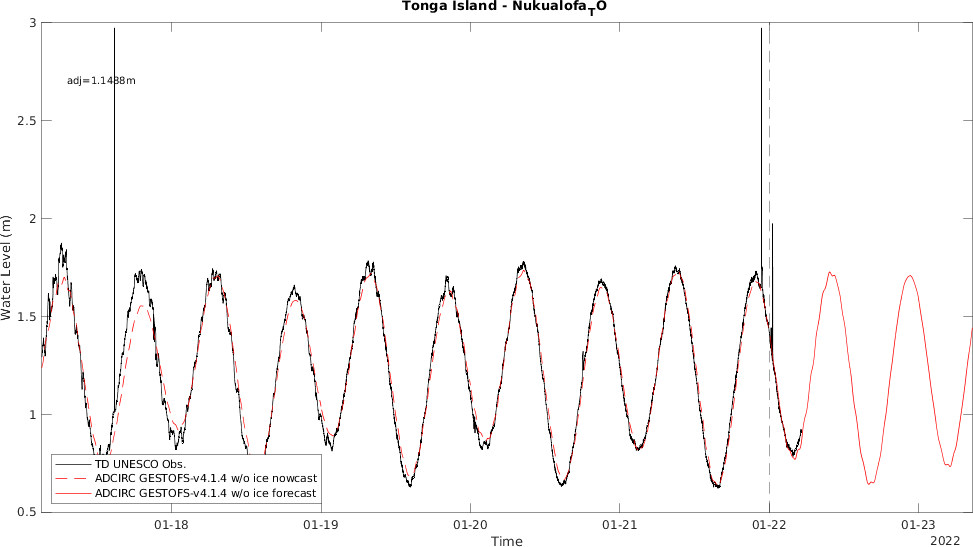 Tonga Island - NukualofaTO
3
adj=1.1488m
2.5
2
Water Level (m)
1.5
1
TD UNESCO Obs.
ADCIRC GESTOFS-v4.1.4 w/o ice nowcast
ADCIRC GESTOFS-v4.1.4 w/o ice forecast
0.5
01-18 01-19 01-20 01-21 01-22 01-23
Time
2022